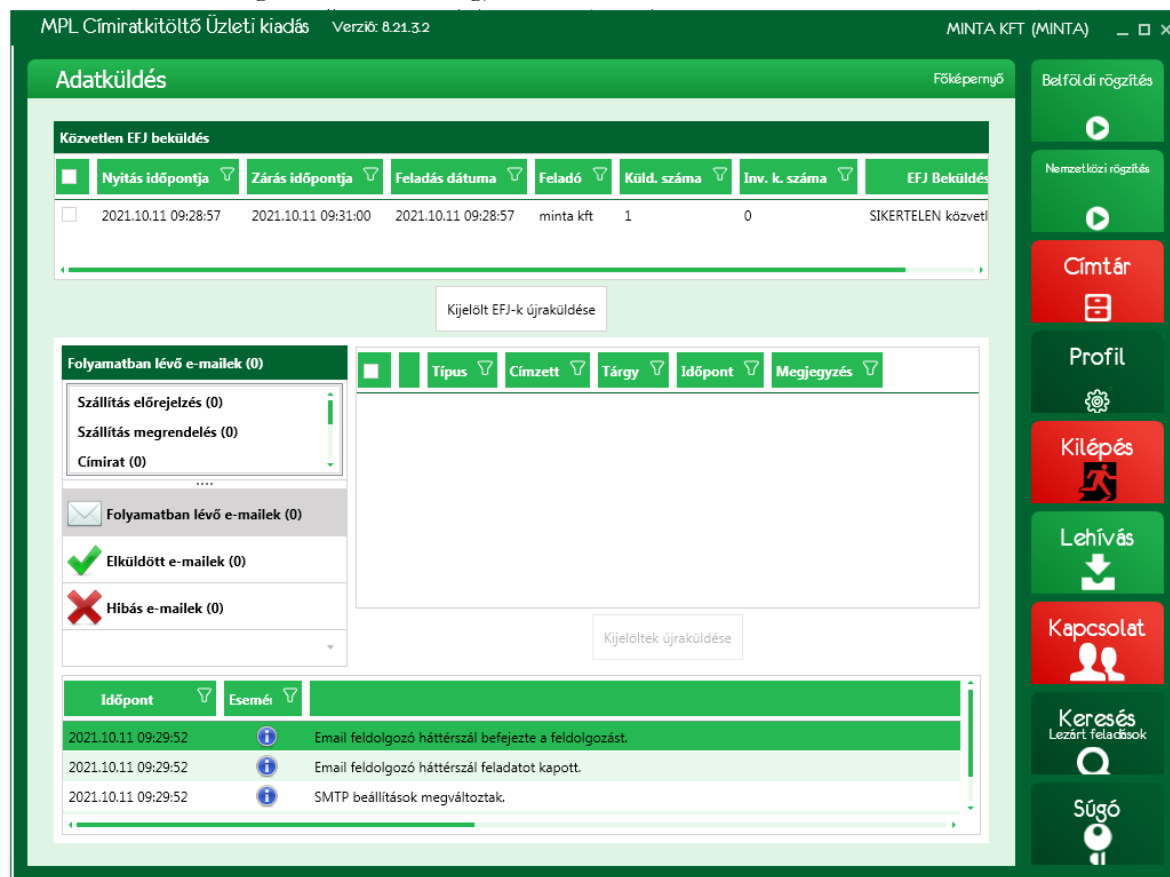 MPL Címiratkitöltő Üzleti kiadás Verzió: 8.21.3.2 MINTA KFT (MINTA)
Adatküldés Főképernyő
Közvetlen EFJ beküldés
Nyitás időpontja Zárás időpontja Feladás dátuma Feladó Küld. száma Inv. k. száma EFJ Beküldés
2021.10.11 09:28:57 2021.10.11 09:31:00 2021.10.11 09:28:57 minta kft 1 0 SIKERTELEN közvetl
Kijelölt EFJ-k újraküldése
Folyamatban lévő e-mailek (0)
Szállítás előrejelzés (0)
Szállítás megrendelés (0)
Címirat (0)
Folyamatban lévő e-mailek (0)
Elküldött e-mailek (0)
Hibás e-mailek (0)
Típus Címzett Tárgy Időpont Megjegyzés
Kijelöltek újraküldése
Időpont Esemé
2021.10.11 09:29:52 Email feldolgozó háttérszál befejezte a feldolgozást.
2021.10.11 09:29:52 Email feldolgozó háttérszál feladatot kapott.
2021.10.11 09:29:52 SMTP beállítások megváltoztak.
Belföldi rögzítés
Nemzetközi rögzítés
Címtár
Profil
Kilépés
Lehívás
Kapcsolat
Keresés
Lezárt feladások
Súgó